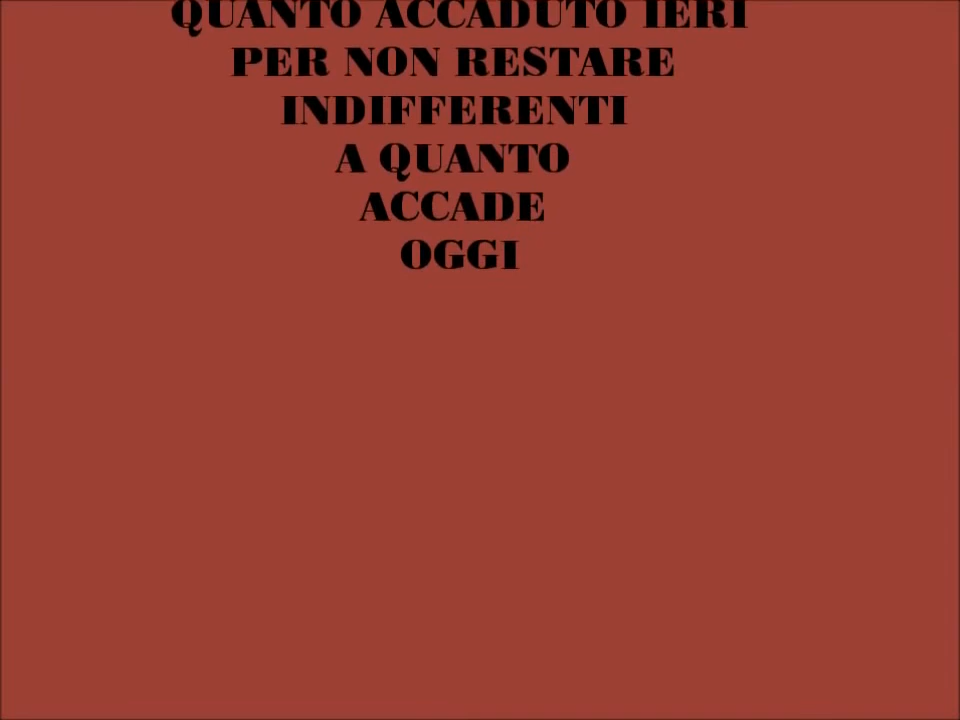 QUANTO ACCADUTO IERI
PER NON RESTARE
INDIFFERENTI
A QUANTO
ACCADE
OGGI